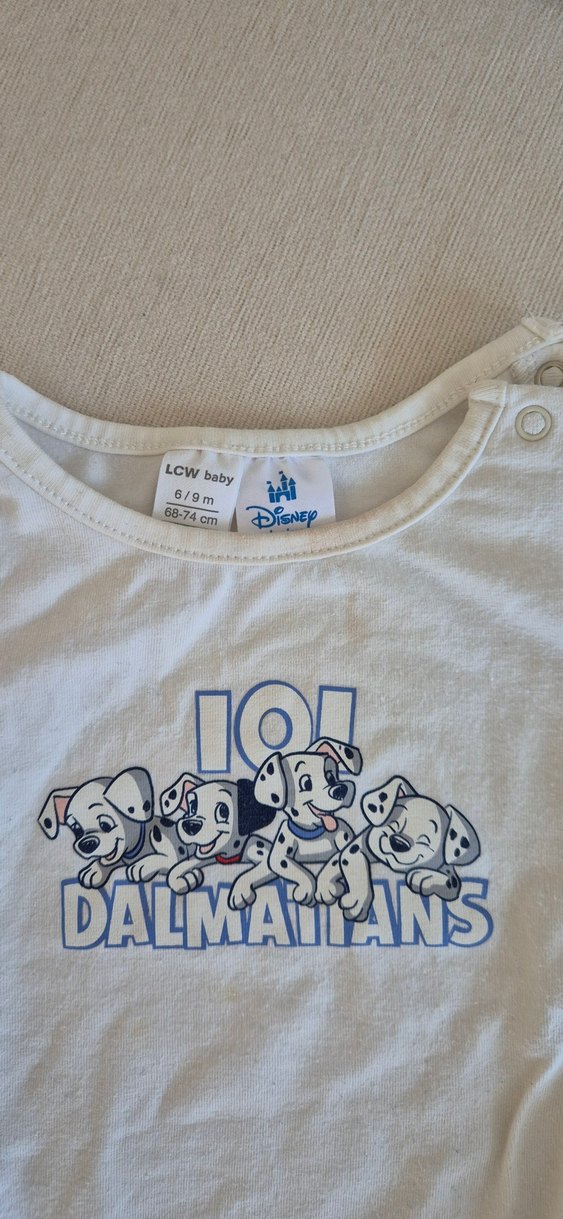 LCW baby
6 / 9 m
68-74 cm
Disney
101
DALMATIANS